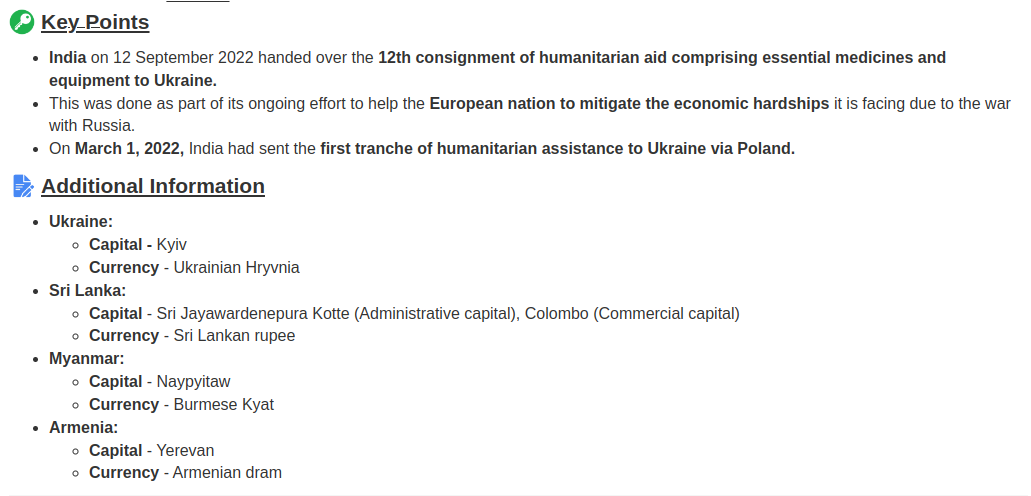 Key Points
• India on 12 September 2022 handed over the 12th consignment of humanitarian aid comprising essential medicines and
equipment to Ukraine.
• This was done as part of its ongoing effort to help the European nation to mitigate the economic hardships it is facing due to the war
with Russia.
• On March 1, 2022, India had sent the first tranche of humanitarian assistance to Ukraine via Poland.
Additional Information
• Ukraine:
◦ Capital - Kyiv
◦ Currency - Ukrainian Hryvnia
• Sri Lanka:
◦ Capital - Sri Jayawardenepura Kotte (Administrative capital), Colombo (Commercial capital)
◦ Currency - Sri Lankan rupee
• Myanmar:
◦ Capital - Naypyitaw
◦ Currency - Burmese Kyat
• Armenia:
◦ Capital - Yerevan
◦ Currency - Armenian dram